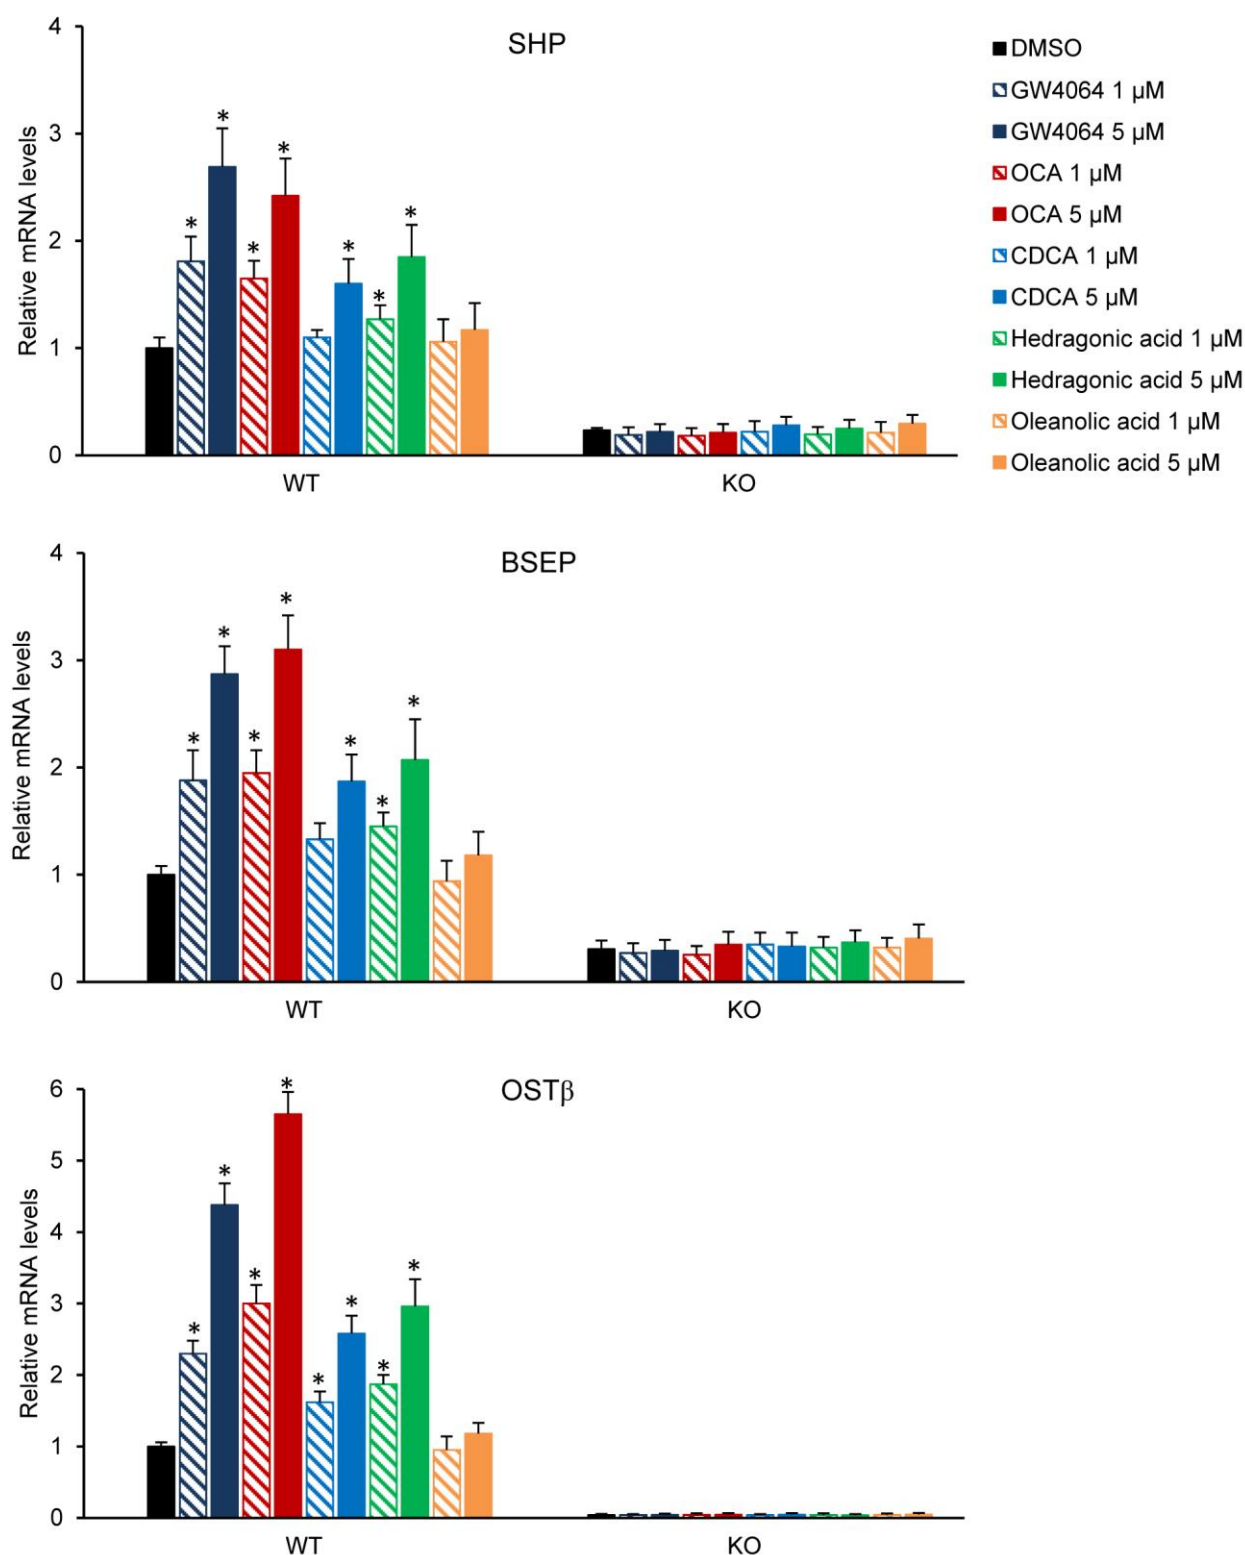 SHP
Relative mRNA levels
4
3
2
1
0
* * * * * * *
WT
KO
DMSO
GW4064 1 µM
GW4064 5 µM
OCA 1 µM
OCA 5 µM
CDCA 1 µM
CDCA 5 µM
Hedragonic acid 1 µM
Hedragonic acid 5 µM
Oleanolic acid 1 µM
Oleanolic acid 5 µM
BSEP
Relative mRNA levels
4
3
2
1
0
* * * * * * *
WT
KO
OSTβ
Relative mRNA levels
6
5
4
3
2
1
0
* * * * * * * *
WT
KO